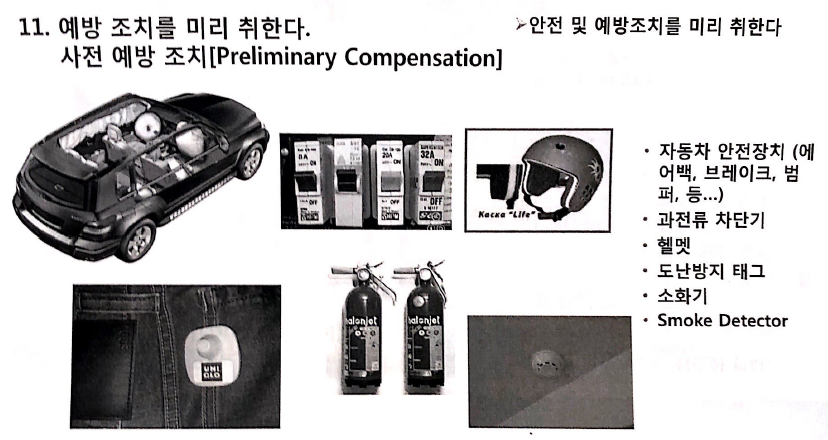 11. 예방 조치를 미리 취한다.
사전 예방 조치[Preliminary Compensation]
➢안전 및 예방조치를 미리 취한다
8A
ON
OFF
20A
ON
OFF
32A
ON
OFF
Каска "Life"
• 자동차 안전장치 (에
어백, 브레이크, 범
퍼, 등...)
• 과전류 차단기
• 헬멧
• 도난방지 태그
• 소화기
• Smoke Detector
UNI
QLO
halonjet
halonjet